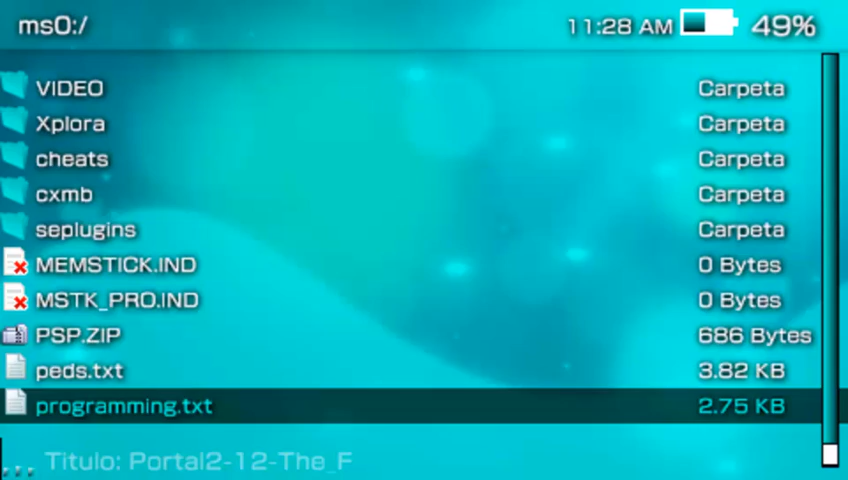 ms0:/ 11:28 AM 49%
VIDEO Carpeta
Xplora Carpeta
cheats Carpeta
cxmb Carpeta
seplugins Carpeta
MEMSTICK.IND 0 Bytes
MSTK_PRO.IND 0 Bytes
PSP.ZIP 686 Bytes
peds.txt 3.82 KB
programming.txt 2.75 KB
... Titulo: Portal2-12-The_F